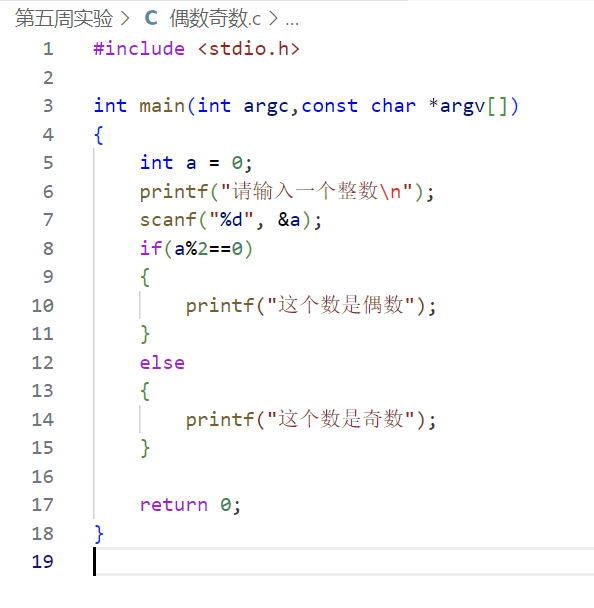 第五周实验 > C 偶数奇数.c > ...
1 #include <stdio.h>
2
3 int main(int argc,const char *argv[])
4 {
5 int a = 0;
6 printf("请输入一个整数\n");
7 scanf("%d", &a);
8 if(a%2==0)
9 {
10 printf("这个数是偶数");
11 }
12 else
13 {
14 printf("这个数是奇数");
15 }
16
17 return 0;
18 }
19